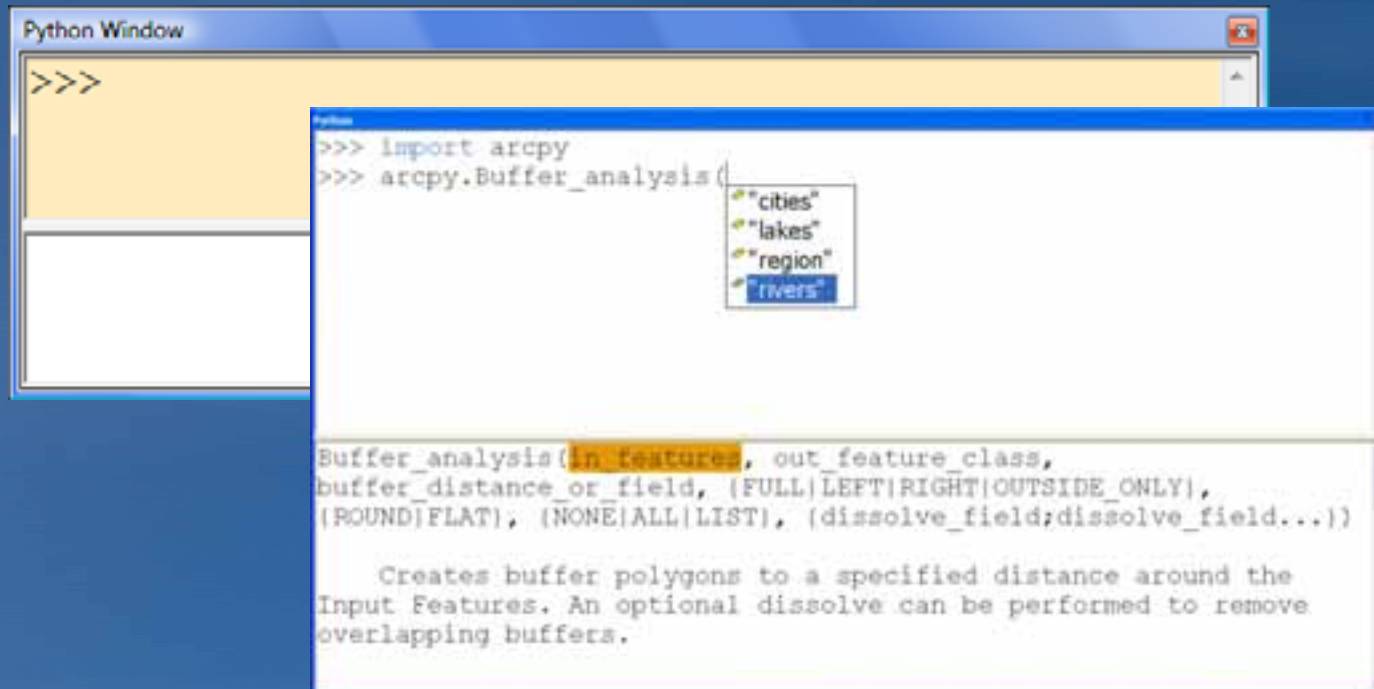 Python Window
>>>
Python
>>> import arcpy
>>> arcpy.Buffer_analysis(
"cities"
"lakes"
"region"
"rivers"
Buffer_analysis(in_features, out_feature_class,
buffer_distance_or_field, {FULL|LEFT|RIGHT|OUTSIDE_ONLY},
{ROUND|FLAT}, {NONE|ALL|LIST}, {dissolve_field;dissolve_field...})
Creates buffer polygons to a specified distance around the
Input Features. An optional dissolve can be performed to remove
overlapping buffers.